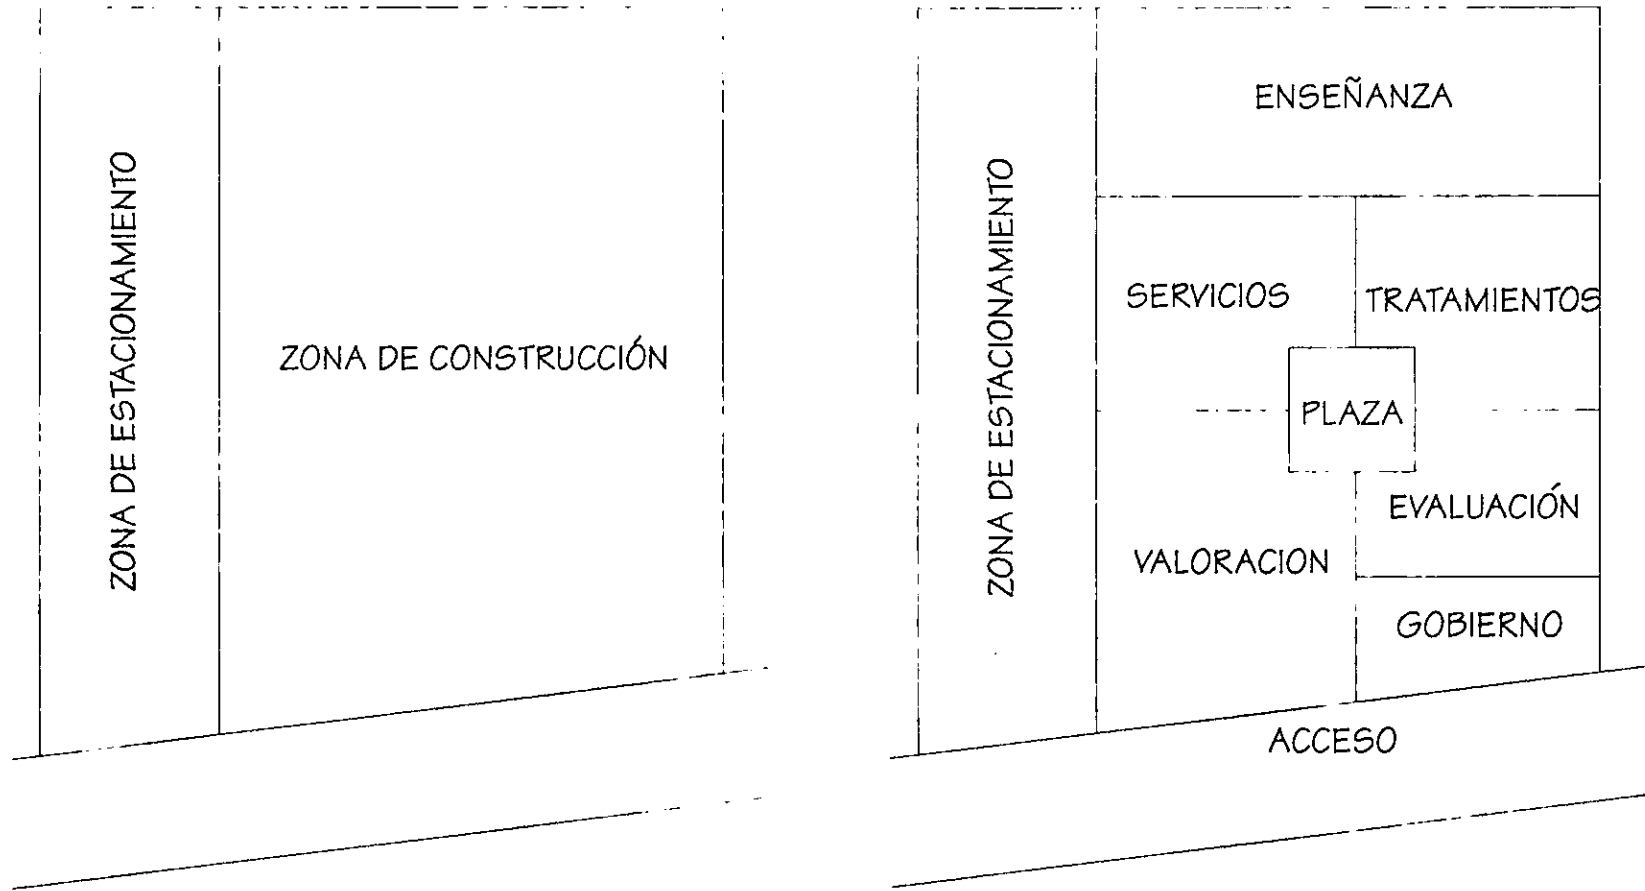 ZONA DE ESTACIONAMIENTO
ZONA DE CONSTRUCCIÓN
ZONA DE ESTACIONAMIENTO
ENSEÑANZA
SERVICIOS
TRATAMIENTOS
PLAZA
EVALUACIÓN
VALORACION
GOBIERNO
ACCESO